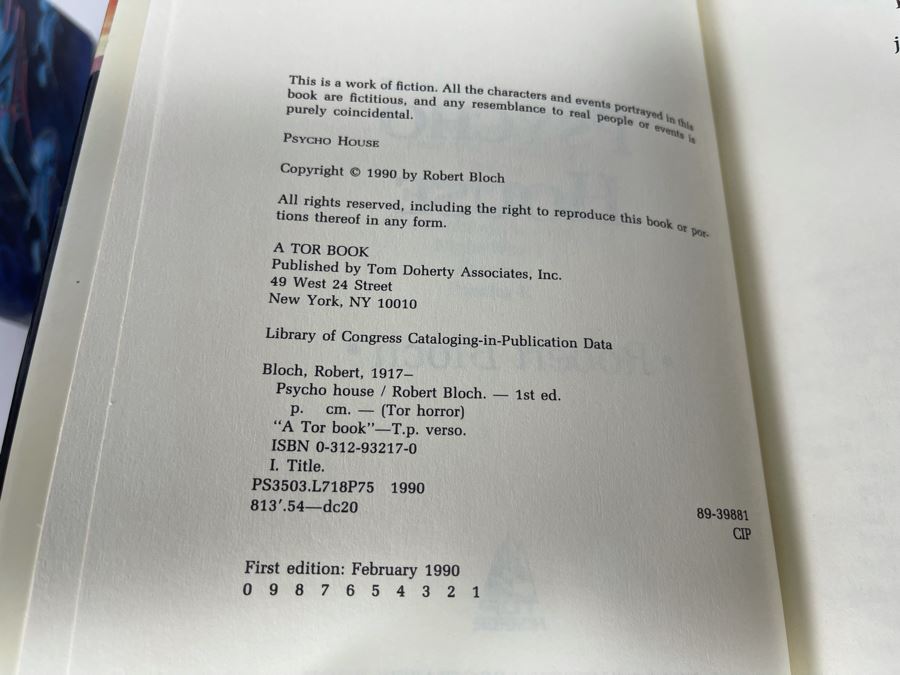 This is a work of fiction. All the characters and events portrayed in this
book are fictitious, and any resemblance to real people or events is
purely coincidental.
PSYCHO HOUSE
Copyright © 1990 by Robert Bloch
All rights reserved, including the right to reproduce this book or por-
tions thereof in any form.
A TOR BOOK
Published by Tom Doherty Associates, Inc.
49 West 24 Street
New York, NY 10010
Library of Congress Cataloging-in-Publication Data
Bloch, Robert, 1917–
Psycho house / Robert Bloch. — 1st ed.
p. cm. — (Tor horror)
"A Tor book"—T.p. verso.
ISBN 0-312-93217-0
I. Title.
PS3503.L718P75 1990
813′.54—dc20
89-39881
CIP
First edition: February 1990
0 9 8 7 6 5 4 3 2 1